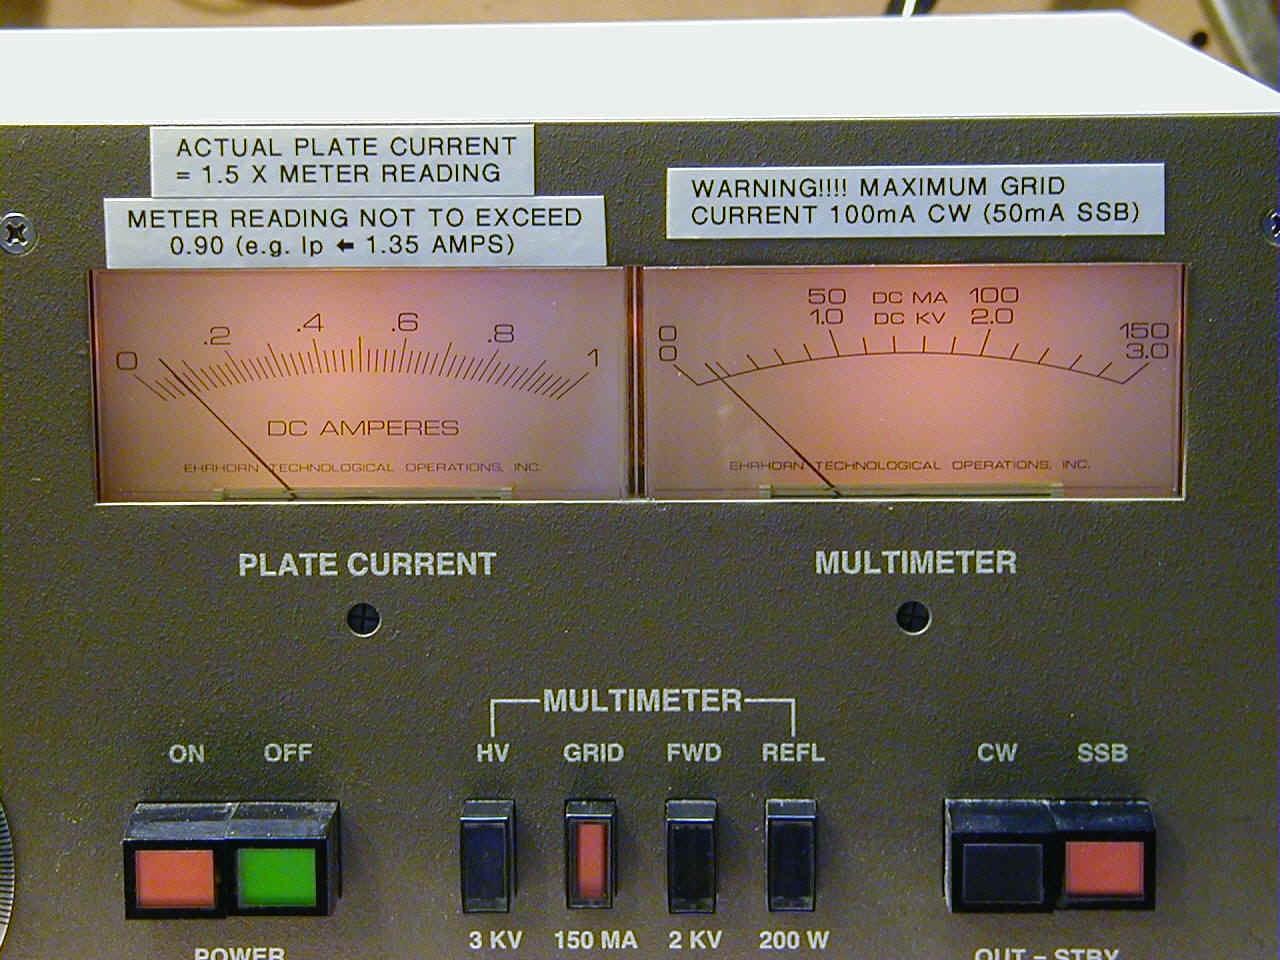 ACTUAL PLATE CURRENT
= 1.5 X METER READING
METER READING NOT TO EXCEED
0.90 (e.g. Ip ← 1.35 AMPS)
WARNING!!!! MAXIMUM GRID
CURRENT 100mA CW (50mA SSB)
0 .2 .4 .6 .8 1
DC AMPERES
EHRHORN TECHNOLOGICAL OPERATIONS, INC.
0 50 DC MA 100 150
0 1.0 DC KV 2.0 3.0
EHRHORN TECHNOLOGICAL OPERATIONS, INC.
PLATE CURRENT
MULTIMETER
MULTIMETER
ON OFF
HV GRID FWD REFL
CW SSB
3 KV 150 MA 2 KV 200 W
POWER
OUT – STBY